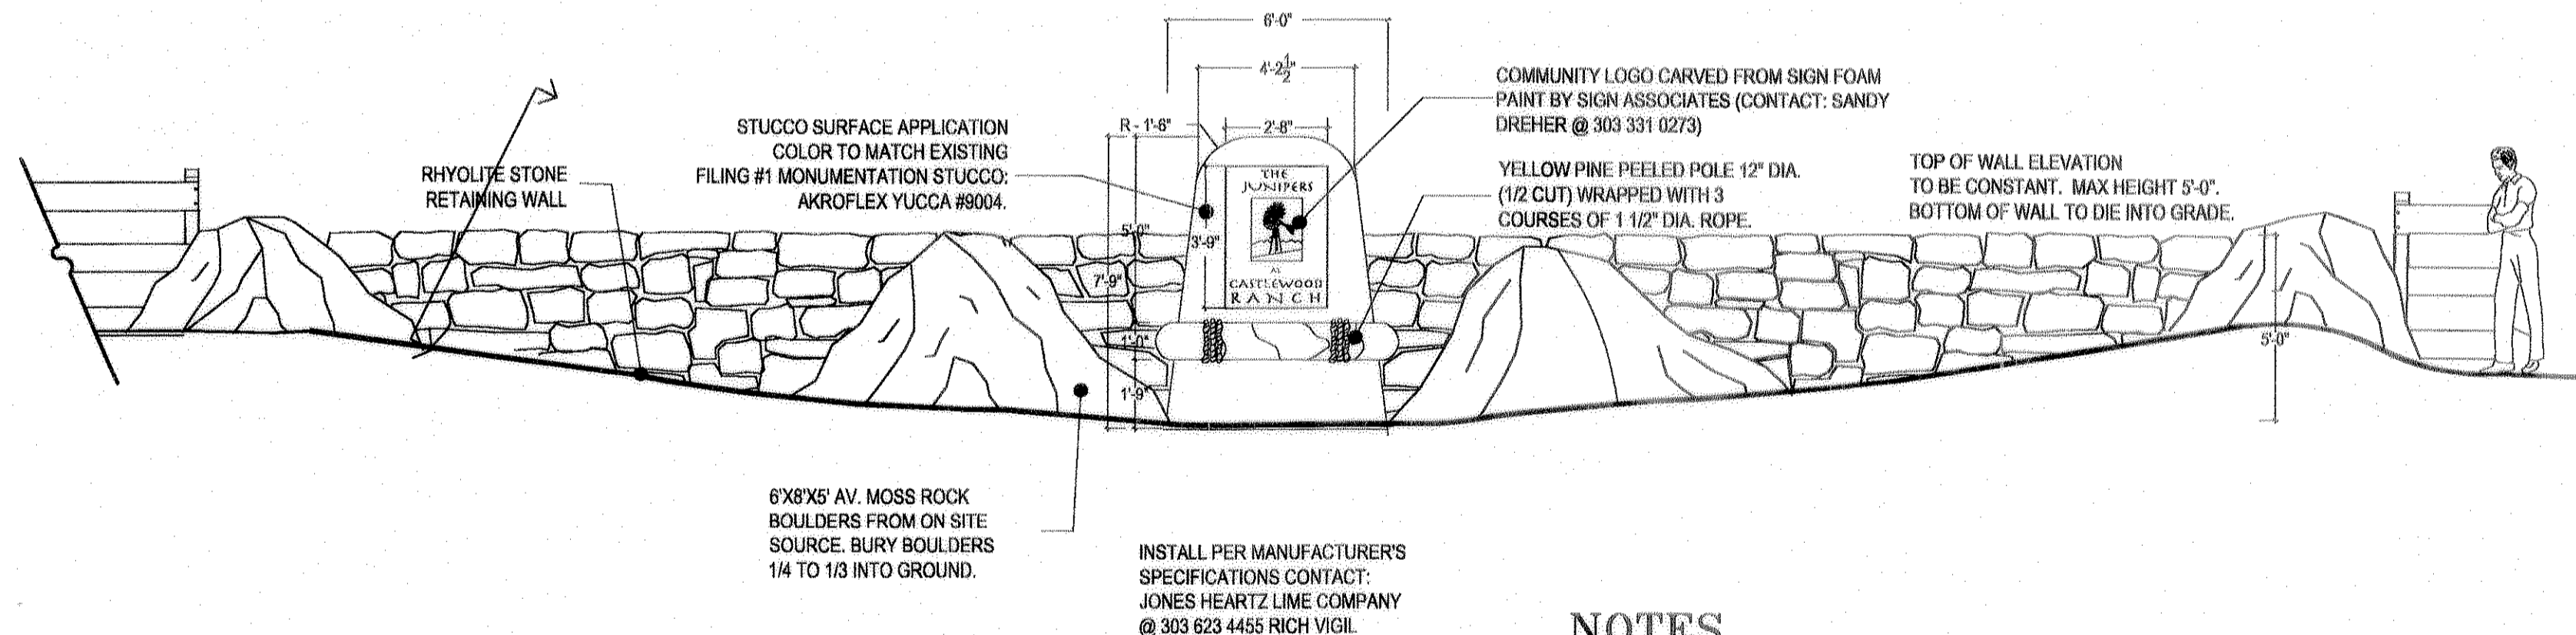 6'-0"
4'-2 1/2"
R - 1'-6"
2'-8"
STUCCO SURFACE APPLICATION
COLOR TO MATCH EXISTING
FILING #1 MONUMENTATION STUCCO:
AKROFLEX YUCCA #9004.
RHYOLITE STONE
RETAINING WALL
COMMUNITY LOGO CARVED FROM SIGN FOAM
PAINT BY SIGN ASSOCIATES (CONTACT: SANDY
DREHER @ 303 331 0273)
YELLOW PINE PEELED POLE 12" DIA.
(1/2 CUT) WRAPPED WITH 3
COURSES OF 1 1/2" DIA. ROPE.
TOP OF WALL ELEVATION
TO BE CONSTANT.  MAX HEIGHT 5'-0".
BOTTOM OF WALL TO DIE INTO GRADE.
THE
JUNIPERS
AT
CASTLEWOOD
RANCH
5'-0"
3'-9"
7'-9"
1'-0"
1'-9"
5'-0"
6'X8'X5' AV. MOSS ROCK
BOULDERS FROM ON SITE
SOURCE. BURY BOULDERS
1/4 TO 1/3 INTO GROUND.
INSTALL PER MANUFACTURER'S
SPECIFICATIONS CONTACT:
JONES HEARTZ LIME COMPANY
@ 303 623 4455 RICH VIGIL
NOTES